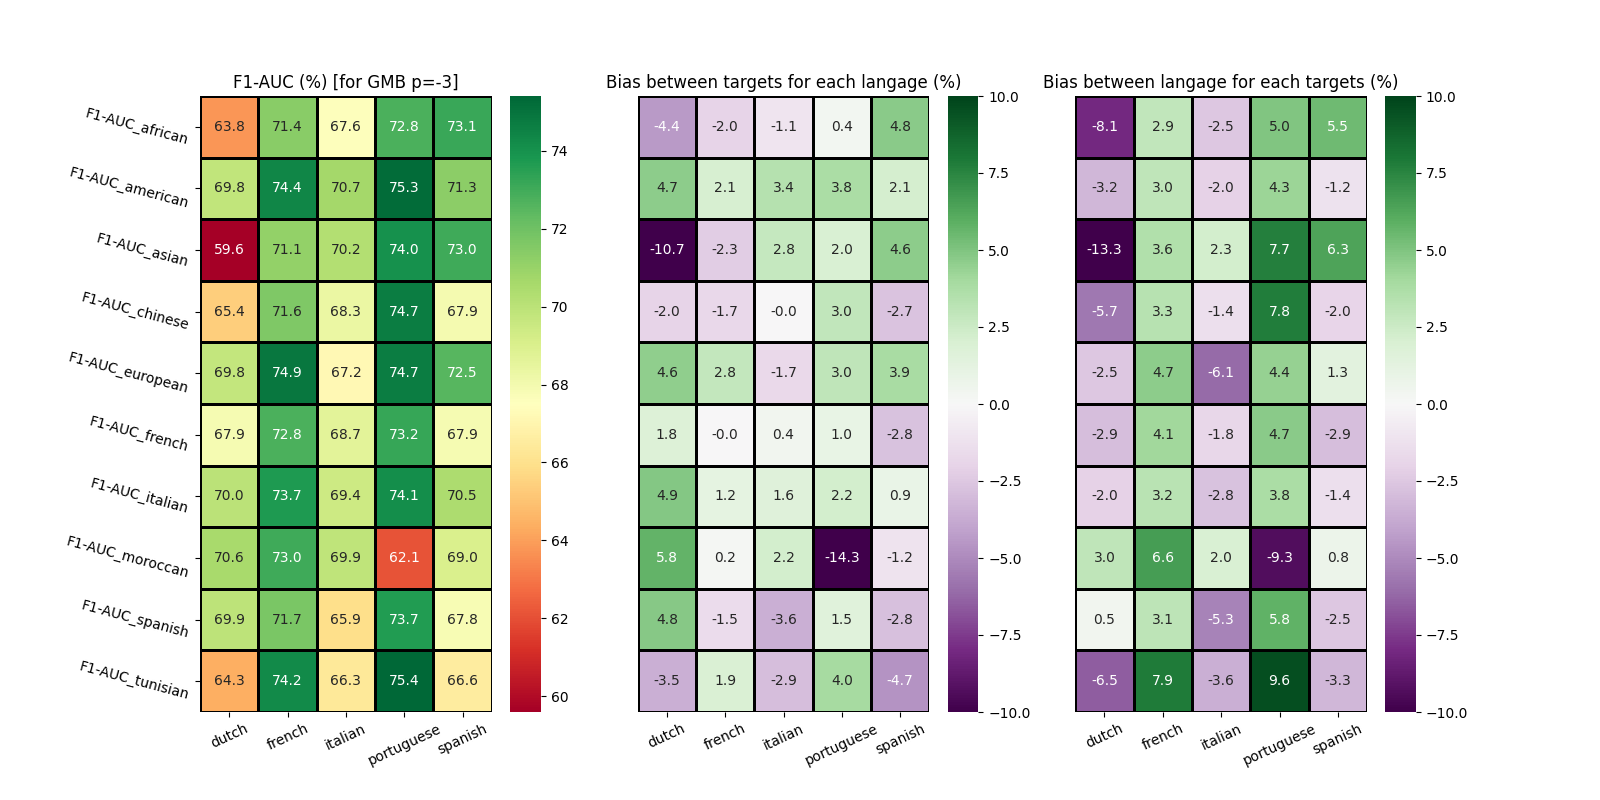 F1-AUC (%) [for GMB p=-3]
Bias between targets for each langage (%)
Bias between langage for each targets (%)
F1-AUC_african 63.8 71.4 67.6 72.8 73.1 -4.4 -2.0 -1.1 0.4 4.8 -8.1 2.9 -2.5 5.0 5.5
F1-AUC_american 69.8 74.4 70.7 75.3 71.3 4.7 2.1 3.4 3.8 2.1 -3.2 3.0 -2.0 4.3 -1.2
F1-AUC_asian 59.6 71.1 70.2 74.0 73.0 -10.7 -2.3 2.8 2.0 4.6 -13.3 3.6 2.3 7.7 6.3
F1-AUC_chinese 65.4 71.6 68.3 74.7 67.9 -2.0 -1.7 -0.0 3.0 -2.7 -5.7 3.3 -1.4 7.8 -2.0
F1-AUC_european 69.8 74.9 67.2 74.7 72.5 4.6 2.8 -1.7 3.0 3.9 -2.5 4.7 -6.1 4.4 1.3
F1-AUC_french 67.9 72.8 68.7 73.2 67.9 1.8 -0.0 0.4 1.0 -2.8 -2.9 4.1 -1.8 4.7 -2.9
F1-AUC_italian 70.0 73.7 69.4 74.1 70.5 4.9 1.2 1.6 2.2 0.9 -2.0 3.2 -2.8 3.8 -1.4
F1-AUC_moroccan 70.6 73.0 69.9 62.1 69.0 5.8 0.2 2.2 -14.3 -1.2 3.0 6.6 2.0 -9.3 0.8
F1-AUC_spanish 69.9 71.7 65.9 73.7 67.8 4.8 -1.5 -3.6 1.5 -2.8 0.5 3.1 -5.3 5.8 -2.5
F1-AUC_tunisian 64.3 74.2 66.3 75.4 66.6 -3.5 1.9 -2.9 4.0 -4.7 -6.5 7.9 -3.6 9.6 -3.3
dutch french italian portuguese spanish
74
72
70
68
66
64
62
60
dutch french italian portuguese spanish
10.0
7.5
5.0
2.5
0.0
−2.5
−5.0
−7.5
−10.0
dutch french italian portuguese spanish
10.0
7.5
5.0
2.5
0.0
−2.5
−5.0
−7.5
−10.0